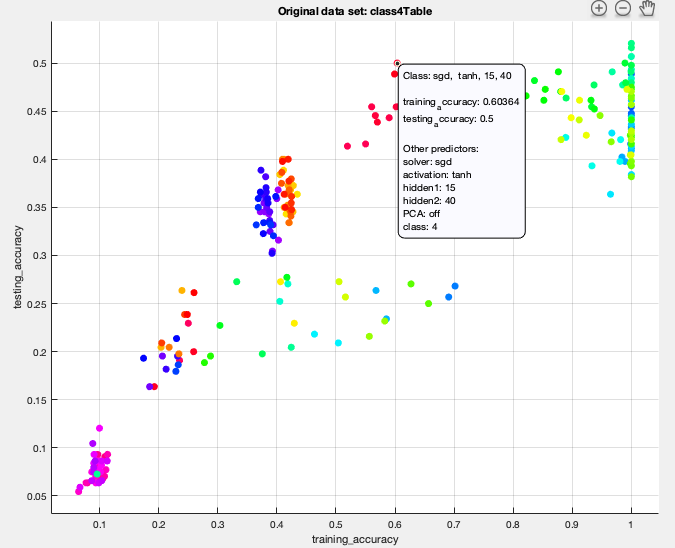 Original data set: class4Table
0.5
0.45
0.4
0.35
0.3
0.25
0.2
0.15
0.1
0.05
testing_accuracy
Class: sgd, tanh, 15, 40
training_accuracy: 0.60364
testing_accuracy: 0.5
Other predictors:
solver: sgd
activation: tanh
hidden1: 15
hidden2: 40
PCA: off
class: 4
0.1 0.2 0.3 0.4 0.5 0.6 0.7 0.8 0.9 1
training_accuracy